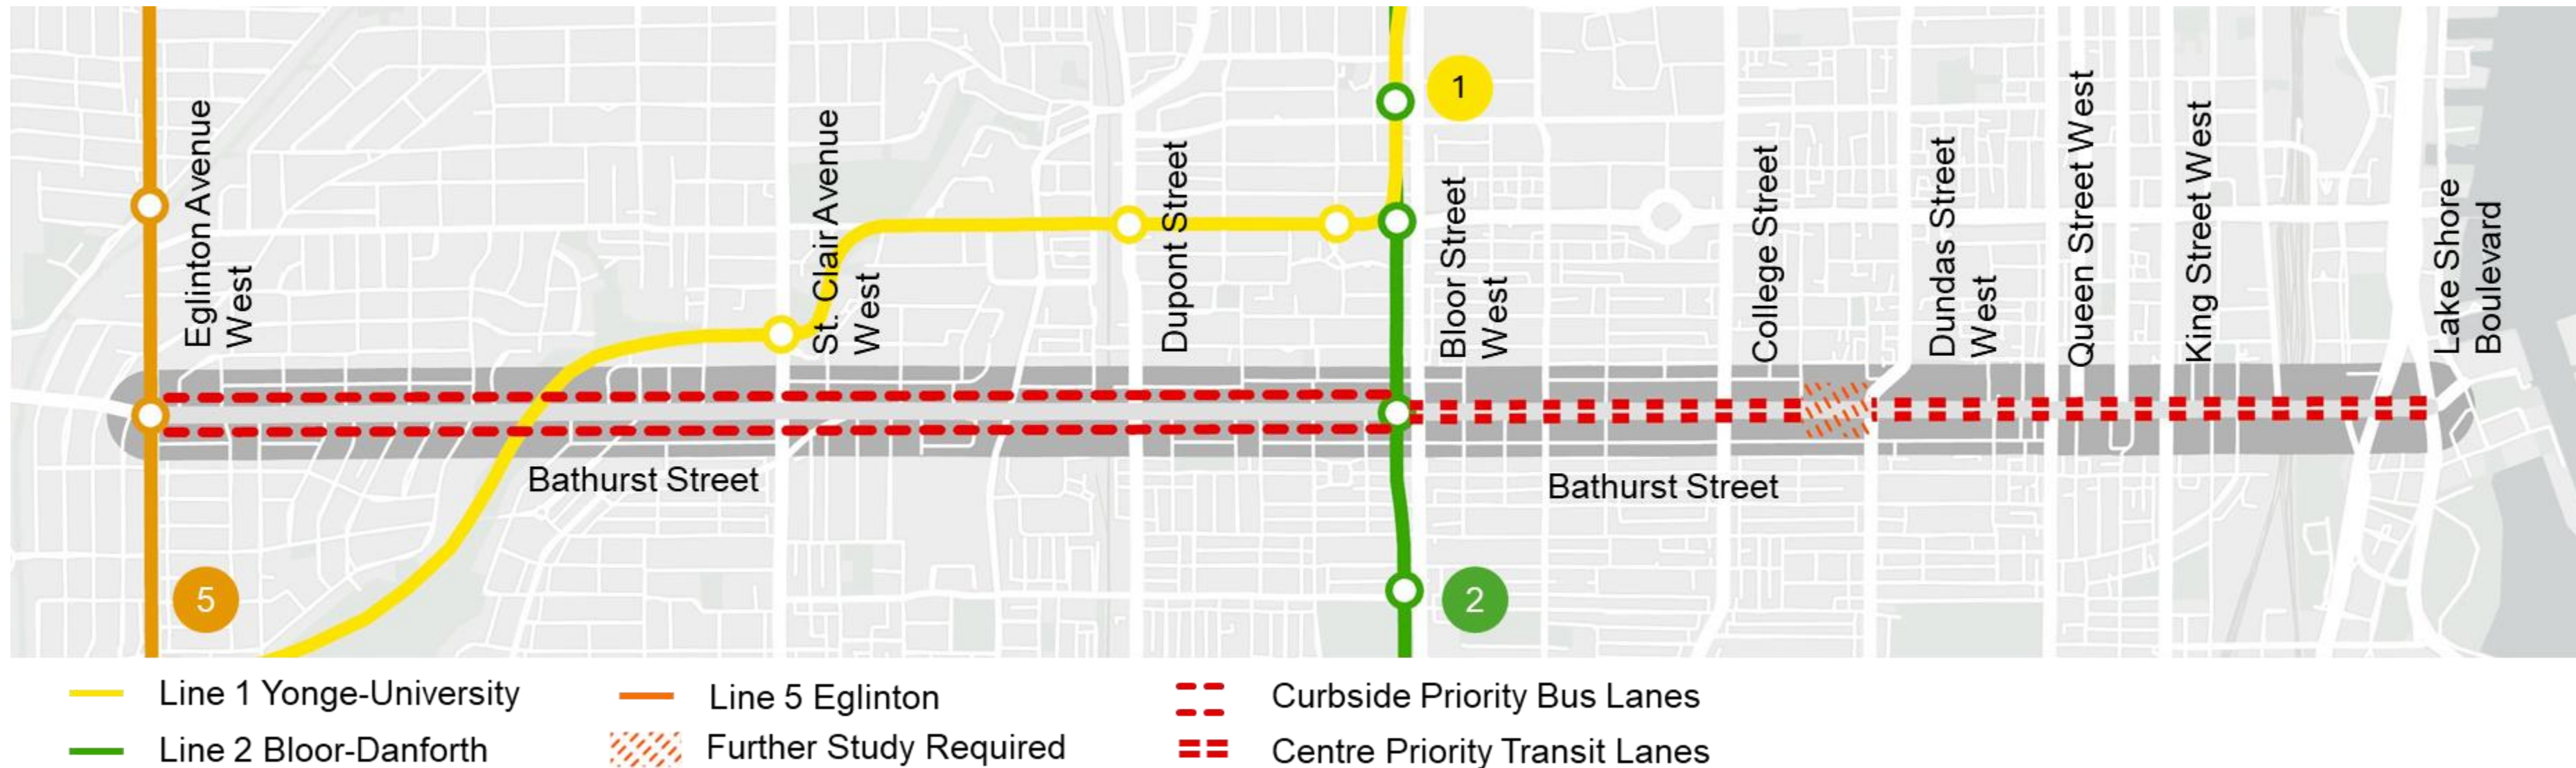 1
Eglinton Avenue
West
St. Clair Avenue
West
Dupont Street
Bloor Street
West
College Street
Dundas Street
West
Queen Street West
King Street West
Lake Shore
Boulevard
Bathurst Street
Bathurst Street
5
2
Line 1 Yonge-University
Line 5 Eglinton
Curbside Priority Bus Lanes
Line 2 Bloor-Danforth
Further Study Required
Centre Priority Transit Lanes